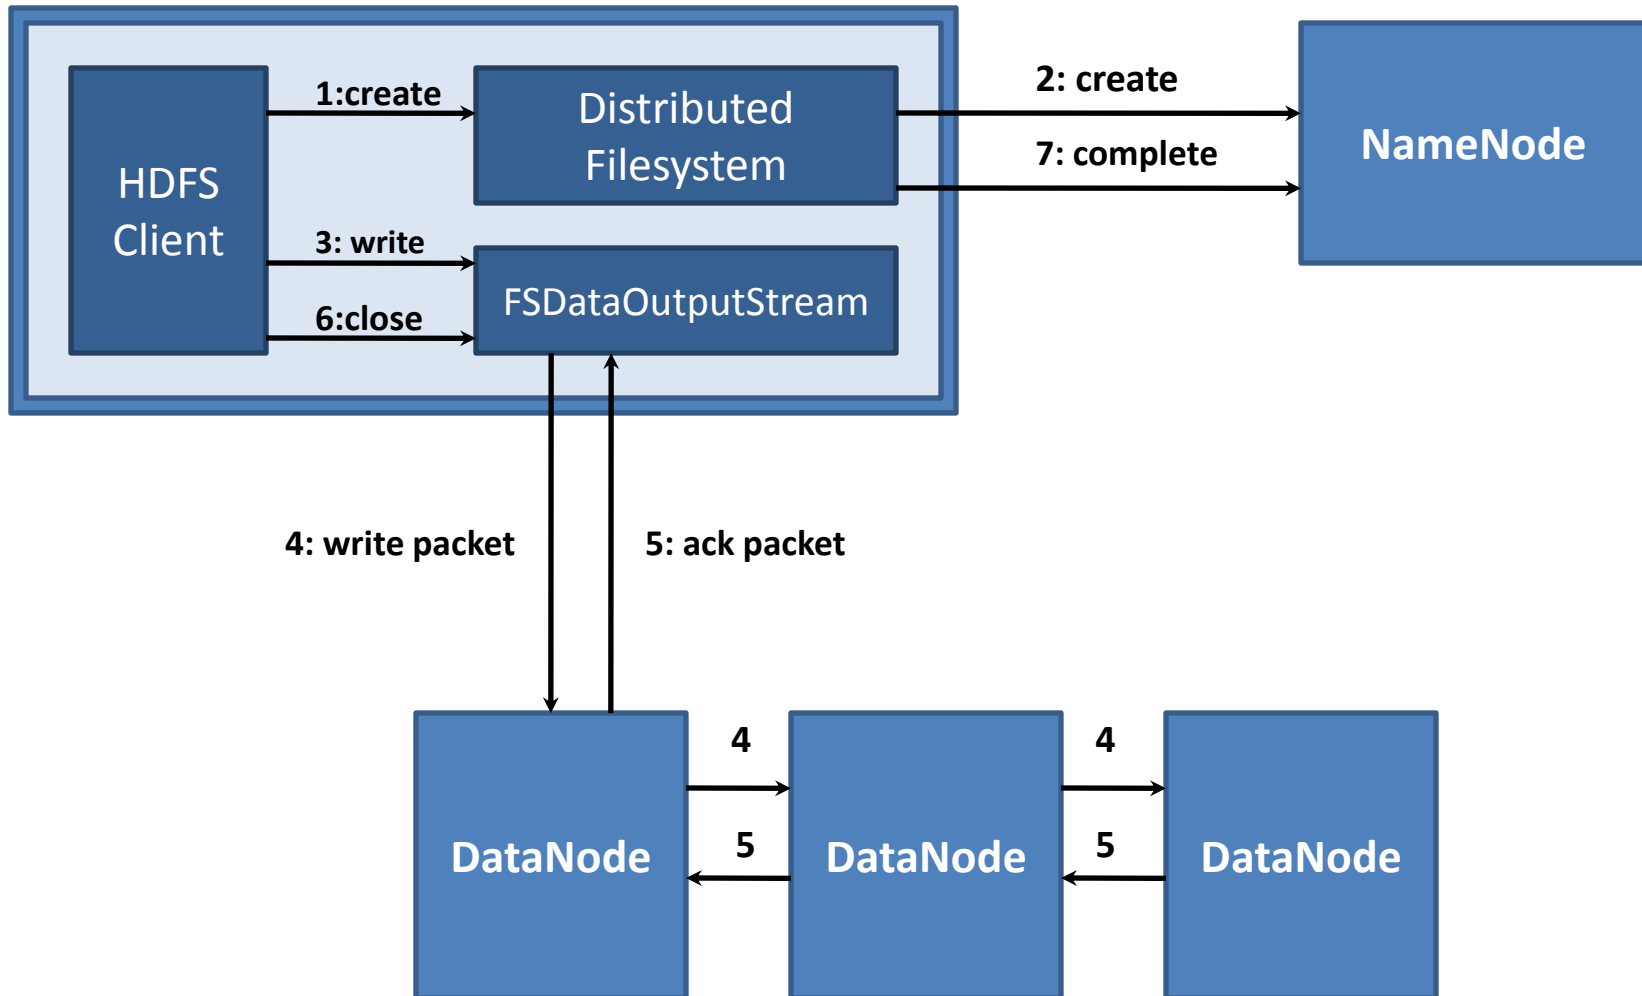 1:create
Distributed
Filesystem
2: create
7: complete
NameNode
HDFS
Client
3: write
6:close
FSDataOutputStream
4: write packet
5: ack packet
4
4
5
5
DataNode
DataNode
DataNode